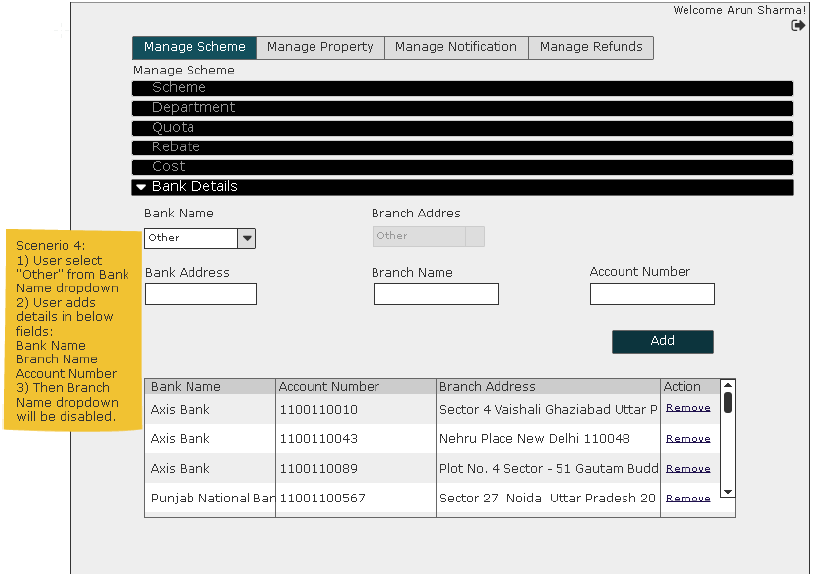 Welcome Arun Sharma!
Manage Scheme Manage Property Manage Notification Manage Refunds
Manage Scheme
Scheme
Department
Quota
Rebate
Cost
Bank Details
Bank Name Branch Addres
Other Other
Bank Address Branch Name Account Number
Add
Scenerio 4:
1) User select
"Other" from Bank
Name dropdown
2) User adds
details in below
fields:
Bank Name
Branch Name
Account Number
3) Then Branch
Name dropdown
will be disabled.
Bank Name Account Number Branch Address Action
Axis Bank 1100110010 Sector 4 Vaishali Ghaziabad Uttar P Remove
Axis Bank 1100110043 Nehru Place New Delhi 110048 Remove
Axis Bank 1100110089 Plot No. 4 Sector - 51 Gautam Budd Remove
Punjab National Ban 11001100567 Sector 27 Noida Uttar Pradesh 20 Remove